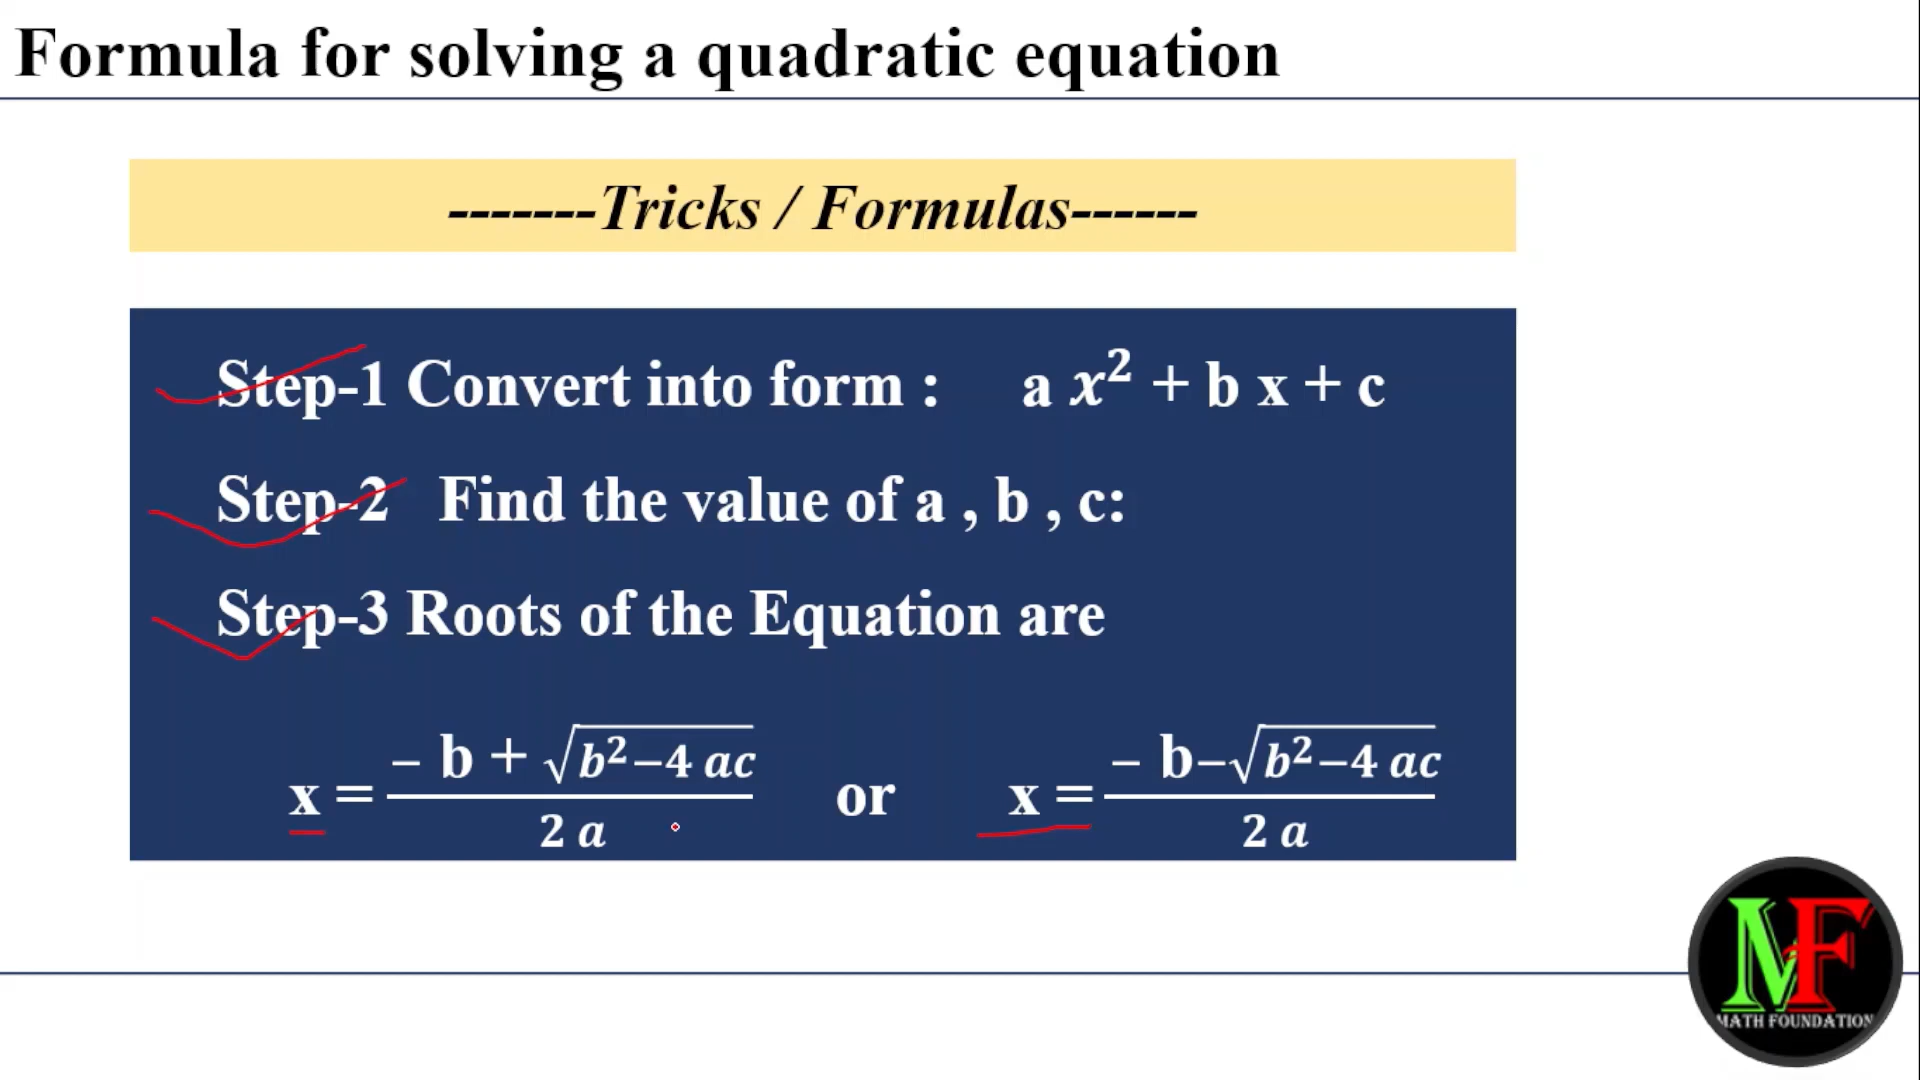 Formula for solving a quadratic equation
-------Tricks / Formulas------
Step-1 Convert into form : a x² + b x + c
Step-2 Find the value of a , b , c:
Step-3 Roots of the Equation are
x = (– b + √(b²–4 ac)) / (2 a) or x = (– b–√(b²–4 ac)) / (2 a)
MF
MATH FOUNDATION